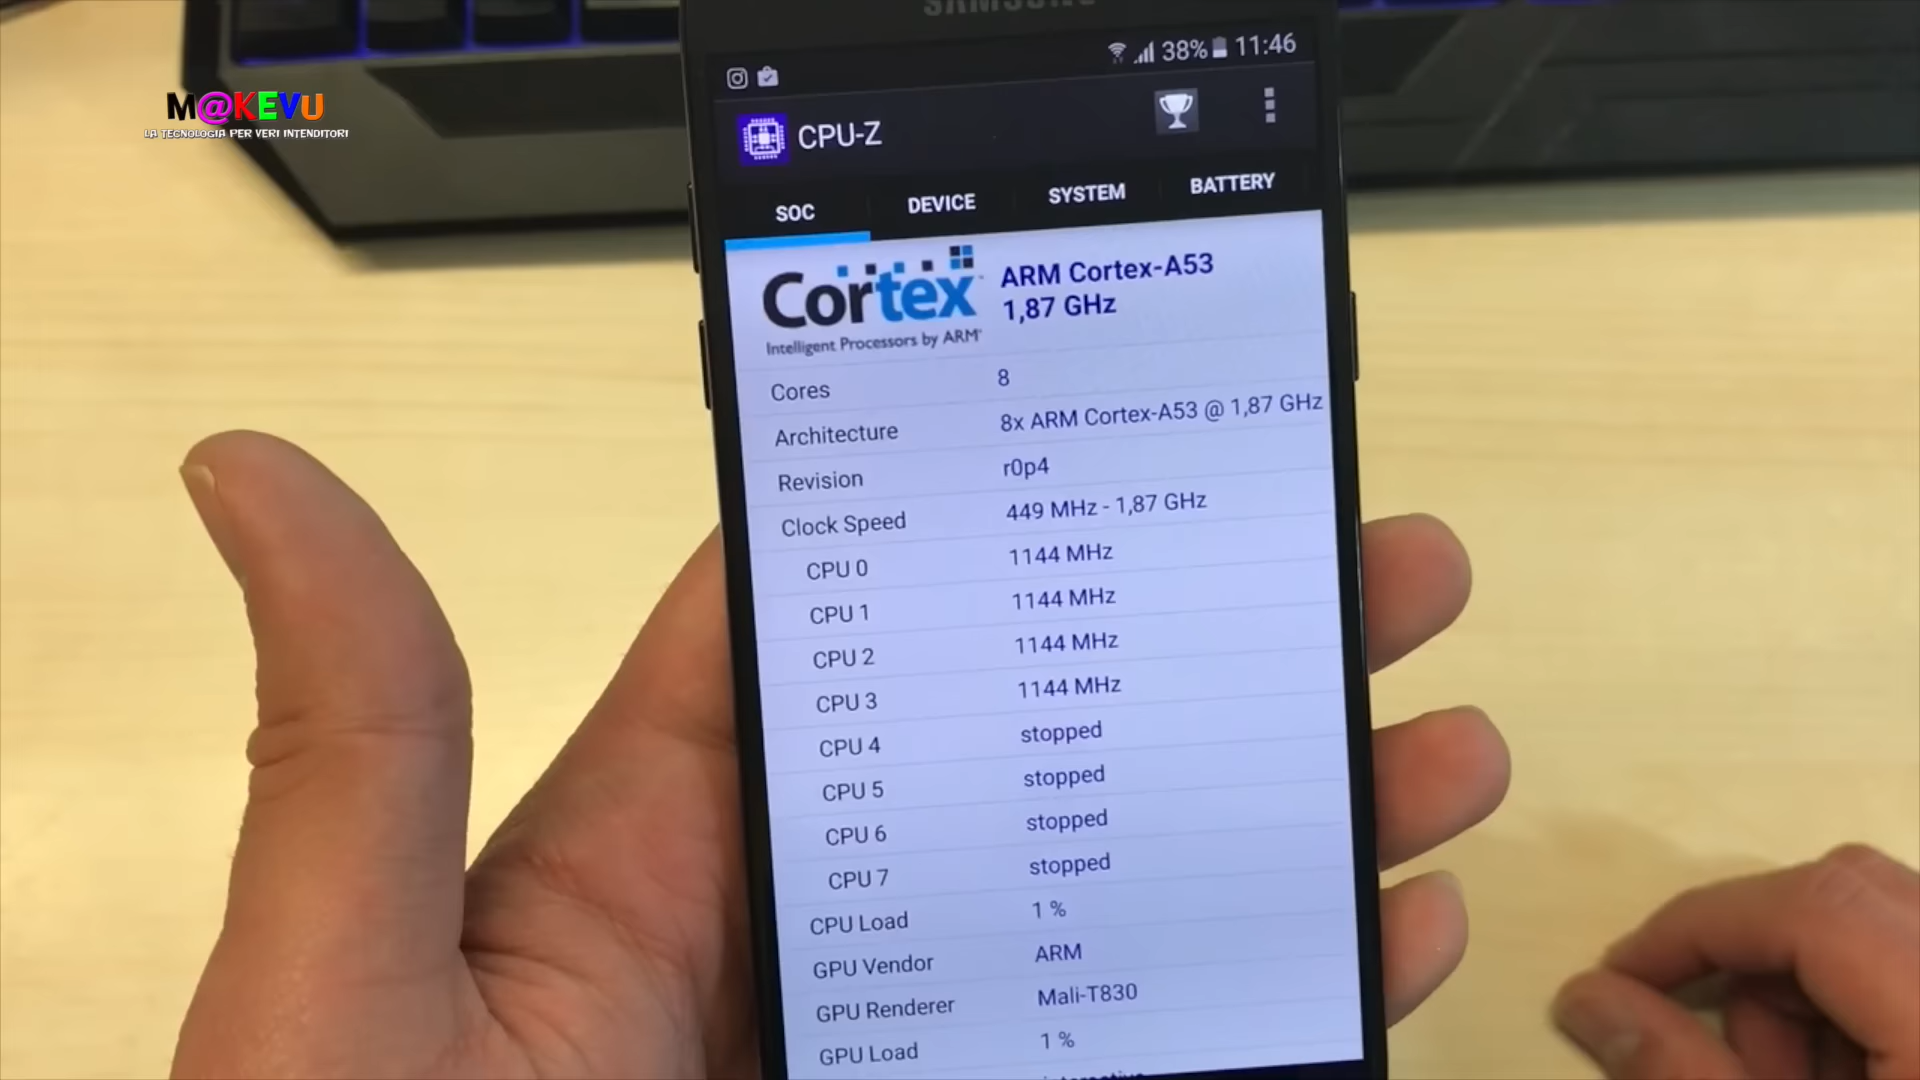 SAMSUNG
38% 11:46
M@KEVU
LA TECNOLOGIA PER VERI INTENDITORI
CPU-Z
SOC DEVICE SYSTEM BATTERY
Cortex
Intelligent Processors by ARM
ARM Cortex-A53
1,87 GHz
Cores 8
Architecture 8x ARM Cortex-A53 @ 1,87 GHz
Revision r0p4
Clock Speed 449 MHz - 1,87 GHz
CPU 0 1144 MHz
CPU 1 1144 MHz
CPU 2 1144 MHz
CPU 3 1144 MHz
CPU 4 stopped
CPU 5 stopped
CPU 6 stopped
CPU 7 stopped
CPU Load 1 %
GPU Vendor ARM
GPU Renderer Mali-T830
GPU Load 1 %